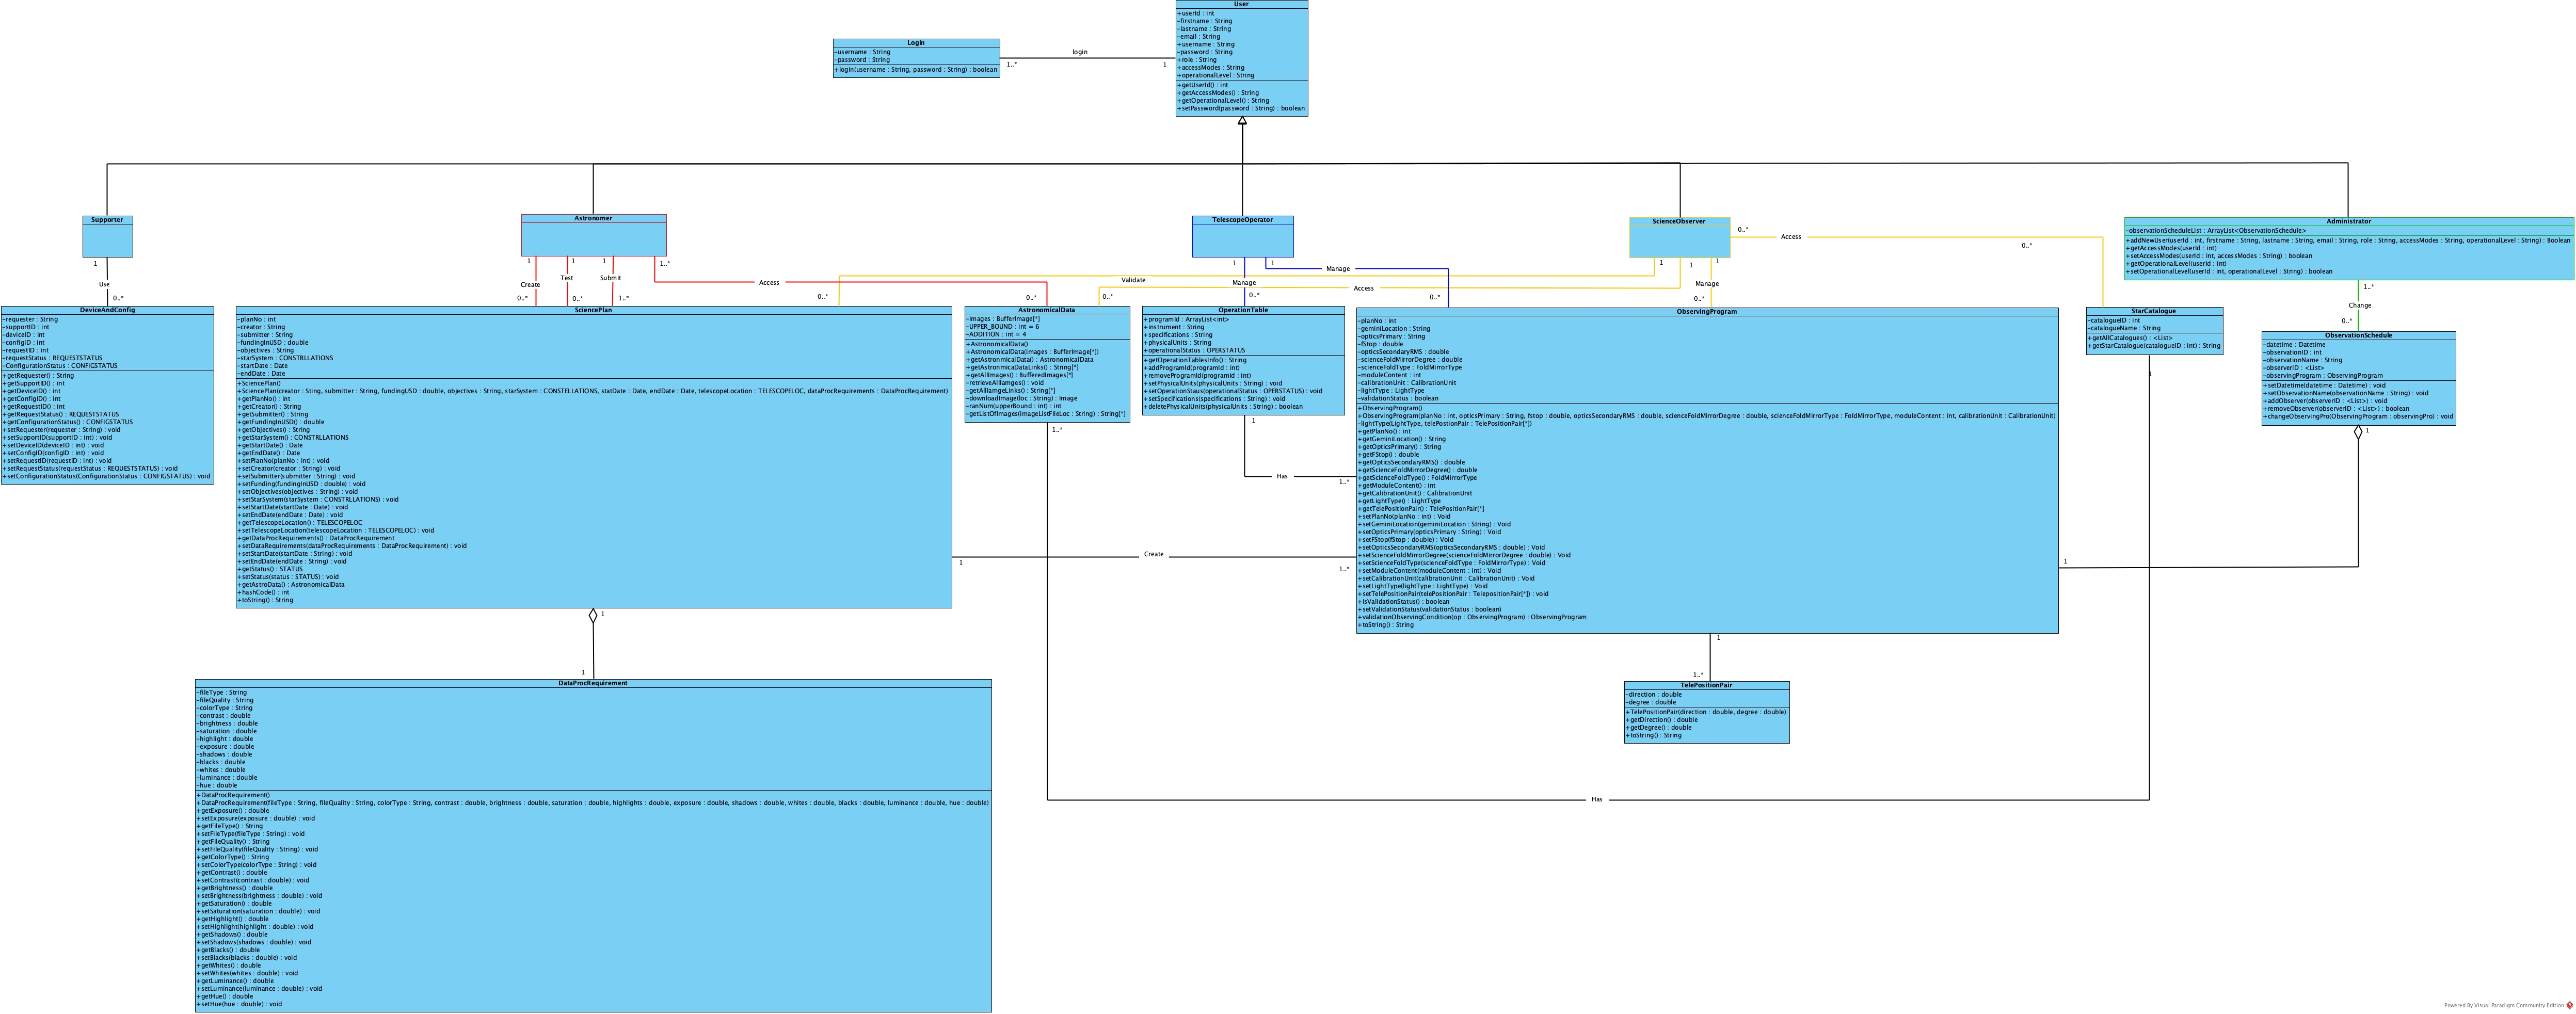 User
+userId : int
-firstname : String
-lastname : String
-email : String
+username : String
-password : String
+role : String
+accessModes : String
+operationalLevel : String
+getUserId() : int
+getAccessModes() : String
+getOperationalLevel() : String
+setPassword(password : String) : boolean
Login
-username : String
-password : String
+login(username : String, password : String) : boolean
login
1..*
1
Supporter
Astronomer
TelescopeOperator
ScienceObserver
Administrator
-observationScheduleList : ArrayList<ObservationSchedule>
+addNewUser(userId : int, firstname : String, lastname : String, email : String, role : String, accessModes : String, operationalLevel : String) : Boolean
+getAccessModes(userId : int)
+setAccessModes(userId : int, accessModes : String) : boolean
+getOperationalLevel(userId : int)
+setOperationalLevel(userId : int, operationalLevel : String) : boolean
1
Use
0..*
1
Create
0..*
1
Test
0..*
1
Submit
1..*
1..*
Access
0..*
1
Manage
0..*
1
Manage
0..*
1
Validate
0..*
1
Access
0..*
1
Manage
0..*
0..*
Access
0..*
1..*
Change
0..*
DeviceAndConfig
-requester : String
-supportID : int
-deviceID : int
-configID : int
-requestID : int
-requestStatus : REQUESTSTATUS
-ConfigurationStatus : CONFIGSTATUS
+getRequester() : String
+getSupportID() : int
+getDeviceID() : int
+getConfigID() : int
+getRequestID() : int
+getRequestStatus() : REQUESTSTATUS
+getConfigurationStatus() : CONFIGSTATUS
+setRequester(requester : String) : void
+setSupportID(supportID : int) : void
+setDeviceID(deviceID : int) : void
+setConfigID(configID : int) : void
+setRequestID(requestID : int) : void
+setRequestStatus(requestStatus : REQUESTSTATUS) : void
+setConfigurationStatus(ConfigurationStatus : CONFIGSTATUS) : void
SciencePlan
-planNo : int
-creator : String
-submitter : String
-fundingInUSD : double
-objectives : String
-starSystem : CONSTRLLATIONS
-startDate : Date
-endDate : Date
+SciencePlan()
+SciencePlan(creator : Sting, submitter : String, fundingUSD : double, objectives : String, starSystem : CONSTELLATIONS, statDate : Date, endDate : Date, telescopeLocation : TELESCOPELOC, dataProcRequirements : DataProcRequirement)
+getPlanNo() : int
+getCreator() : String
+getSubmitter() : String
+getFundingInUSD() : double
+getObjectives() : String
+getStarSystem() : CONSTRLLATIONS
+getStartDate() : Date
+getEndDate() : Date
+setPlanNo(planNo : int) : void
+setCreator(creator : String) : void
+setSubmitter(submitter : String) : void
+setFunding(fundingInUSD : double) : void
+setObjectives(objectives : String) : void
+setStarSystem(starSystem : CONSTRLLATIONS) : void
+setStartDate(startDate : Date) : void
+setEndDate(endDate : Date) : void
+getTelescopeLocation() : TELESCOPELOC
+setTelescopeLocation(telescopeLocation : TELESCOPELOC) : void
+getDataProcRequirements() : DataProcRequirement
+setDataRequirements(dataProcRequirements : DataProcRequirement) : void
+setStartDate(startDate : String) : void
+setEndDate(endDate : String) : void
+getStatus() : STATUS
+setStatus(status : STATUS) : void
+getAstroData() : AstronomicalData
+hashCode() : int
+toString() : String
AstronomicalData
-images : BufferImage[*]
-UPPER_BOUND : int = 6
-ADDITION : int = 4
+AstronomicalData()
+AstronomicalData(images : BufferImage[*])
+getAstronmicalData() : AstronomicalData
+getAstronmicaDataLinks() : String[*]
+getAllImages() : BufferedImages[*]
-retrieveAllIamges() : void
-getAllIamgeLinks() : String[*]
-downloadImage(loc : String) : Image
-ranNum(upperBound : int) : int
-getListOfImages(imageListFileLoc : String) : String[*]
OperationTable
+programId : ArrayList<int>
+instrument : String
+specifications : String
+physicalUnits : String
+operationalStatus : OPERSTATUS
+getOperationTablesInfo() : String
+addProgramId(programId : int)
+removeProgramId(programId : int)
+setPhysicalUnits(physicalUnits : String) : void
+setOperationStaus(operationalStatus : OPERSTATUS) : void
+setSpecifications(specifications : String) : void
+deletePhysicalUnits(physicalUnits : String) : boolean
ObservingProgram
-planNo : int
-geminiLocation : String
-opticsPrimary : String
-fStop : double
-opticsSecondaryRMS : double
-scienceFoldMirrorDegree : double
-scienceFoldType : FoldMirrorType
-moduleContent : int
-calibrationUnit : CalibrationUnit
-lightType : LightType
-validationStatus : boolean
+ObservingProgram()
+ObservingProgram(planNo : int, opticsPrimary : String, fstop : double, opticsSecondaryRMS : double, scienceFoldMirrorDegree : double, scienceFoldMirrorType : FoldMirrorType, moduleContent : int, calibrationUnit : CalibrationUnit)
-lightType(LightType, telePostionPair : TelePositionPair[*])
+getPlanNo() : int
+getGeminiLocation() : String
+getOpticsPrimary() : String
+getFStop() : double
+getOpticsSecondaryRMS() : double
+getScienceFoldMirrorDegree() : double
+getScienceFoldType() : FoldMirrorType
+getModuleContent() : int
+getCalibrationUnit() : CalibrationUnit
+getLightType() : LightType
+getTelePositionPair() : TelePositionPair[*]
+setPlanNo(planNo : int) : Void
+setGeminiLocation(geminiLocation : String) : Void
+setOpticsPrimary(opticsPrimary : String) : Void
+setFStop(fStop : double) : Void
+setOpticsSecondaryRMS(opticsSecondaryRMS : double) : Void
+setScienceFoldMirrorDegree(scienceFoldMirrorDegree : double) : Void
+setScienceFoldType(scienceFoldType : FoldMirrorType) : Void
+setModuleContent(moduleContent : int) : Void
+setCalibrationUnit(calibrationUnit : CalibrationUnit) : Void
+setLightType(lightType : LightType) : Void
+setTelePositionPair(telePositionPair : TelepositionPair[*]) : void
+isValidationStatus() : boolean
+setValidationStatus(validationStatus : boolean)
+validationObservingCondition(op : ObservingProgram) : ObservingProgram
+toString() : String
StarCatalogue
-catalogueID : int
-catalogueName : String
+getAllCatalogues() : <List>
+getStarCatalogue(catalogueID : int) : String
ObservationSchedule
-datetime : Datetime
-observationID : int
-observationName : String
-observerID : <List>
-observingProgram : ObservingProgram
+setDatetime(datetime : Datetime) : void
+setObservationName(observationName : String) : void
+addObserver(observerID : <List>) : void
+removeObserver(observerID : <List>) : boolean
+changeObservingPro(ObservingProgram : observingPro) : void
1
1..*
1
Has
1..*
1
1
Create
1..*
1
1
1
DataProcRequirement
-fileType : String
-fileQuality : String
-colorType : String
-contrast : double
-brightness : double
-saturation : double
-highlight : double
-exposure : double
-shadows : double
-blacks : double
-whites : double
-luminance : double
-hue : double
+DataProcRequirement()
+DataProcRequirement(fileType : String, fileQuality : String, colorType : String, contrast : double, brightness : double, saturation : double, highlights : double, exposure : double, shadows : double, whites : double, blacks : double, luminance : double, hue : double)
+getExposure() : double
+setExposure(exposure : double) : void
+getFileType() : String
+setFileType(fileType : String) : void
+getFileQuality() : String
+setFileQuality(fileQuality : String) : void
+getColorType() : String
+setColorType(colorType : String) : void
+getContrast() : double
+setContrast(contrast : double) : void
+getBrightness() : double
+setBrightness(brightness : double) : void
+getSaturation() : double
+setSaturation(saturation : double) : void
+getHighlight() : double
+setHighlight(highlight : double) : void
+getShadows() : double
+setShadows(shadows : double) : void
+getBlacks() : double
+setBlacks(blacks : double) : void
+getWhites() : double
+setWhites(whites : double) : void
+getLuminance() : double
+setLuminance(luminance : double) : void
+getHue() : double
+setHue(hue : double) : void
1
1..*
TelePositionPair
-direction : double
-degree : double
+TelePositionPair(direction : double, degree : double)
+getDirection() : double
+getDegree() : double
+toString() : String
Has
Powered By Visual Paradigm Community Edition